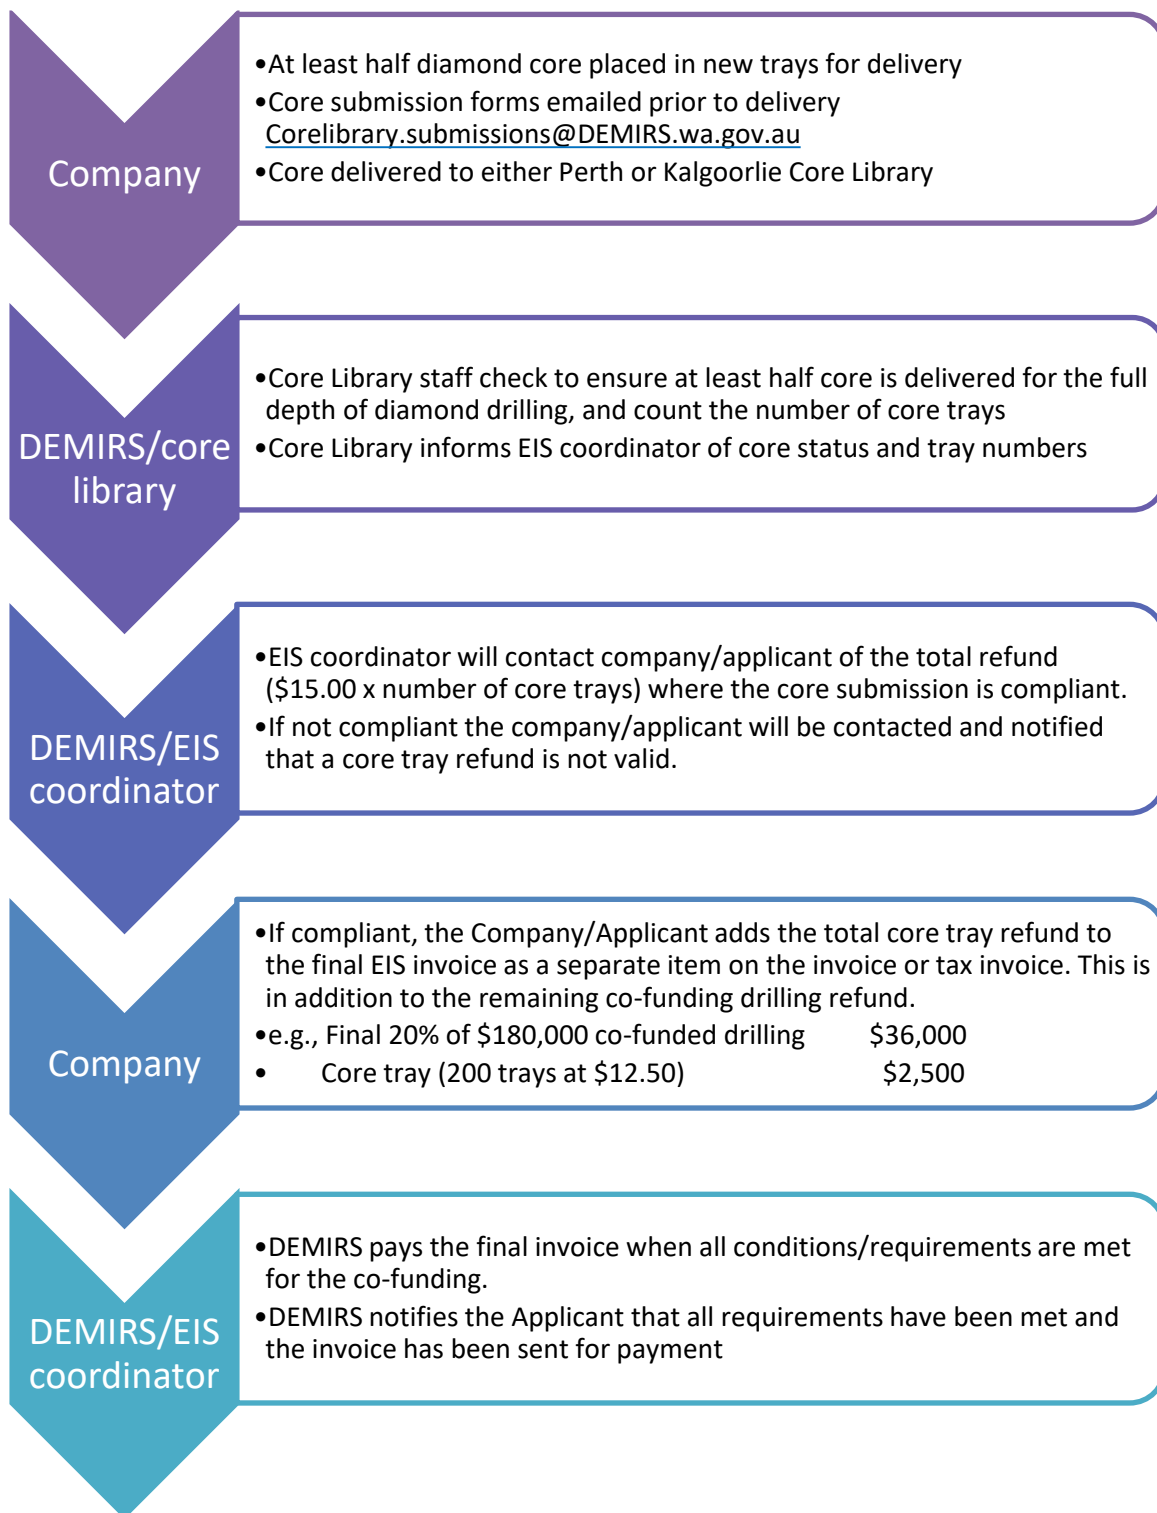 Company
•At least half diamond core placed in new trays for delivery
•Core submission forms emailed prior to delivery
Corelibrary.submissions@DEMIRS.wa.gov.au
•Core delivered to either Perth or Kalgoorlie Core Library
DEMIRS/core
library
•Core Library staff check to ensure at least half core is delivered for the full
depth of diamond drilling, and count the number of core trays
•Core Library informs EIS coordinator of core status and tray numbers
DEMIRS/EIS
coordinator
•EIS coordinator will contact company/applicant of the total refund
($15.00 x number of core trays) where the core submission is compliant.
•If not compliant the company/applicant will be contacted and notified
that a core tray refund is not valid.
Company
•If compliant, the Company/Applicant adds the total core tray refund to
the final EIS invoice as a separate item on the invoice or tax invoice. This is
in addition to the remaining co-funding drilling refund.
•e.g., Final 20% of $180,000 co-funded drilling $36,000
• Core tray (200 trays at $12.50) $2,500
DEMIRS/EIS
coordinator
•DEMIRS pays the final invoice when all conditions/requirements are met
for the co-funding.
•DEMIRS notifies the Applicant that all requirements have been met and
the invoice has been sent for payment